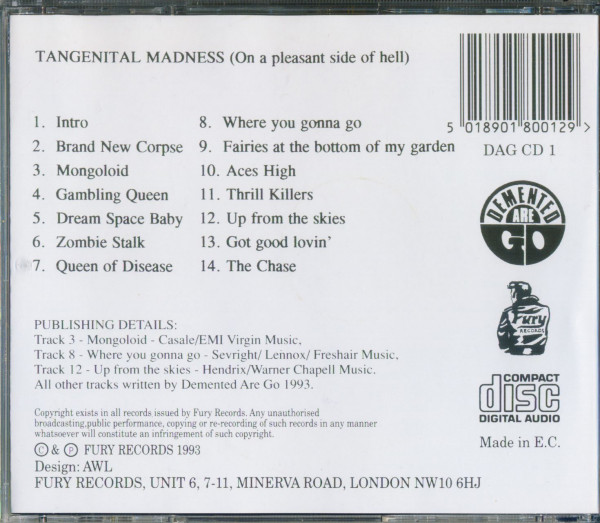 TANGENITAL MADNESS (On a pleasant side of hell)
1. Intro
2. Brand New Corpse
3. Mongoloid
4. Gambling Queen
5. Dream Space Baby
6. Zombie Stalk
7. Queen of Disease
8. Where you gonna go
9. Fairies at the bottom of my garden
10. Aces High
11. Thrill Killers
12. Up from the skies
13. Got good lovin'
14. The Chase
5 018901 800129 >
DAG CD 1
DEMENTED
ARE
GO
Fury
RECORDS
COMPACT
disc
DIGITAL AUDIO
Made in E.C.
PUBLISHING DETAILS:
Track 3 - Mongoloid - Casale/EMI Virgin Music,
Track 8 - Where you gonna go - Sevright/ Lennox/ Freshair Music,
Track 12 - Up from the skies - Hendrix/Warner Chapell Music.
All other tracks written by Demented Are Go 1993.
Copyright exists in all records issued by Fury Records. Any unauthorised
broadcasting,public performance, copying or re-recording of such records in any manner
whatsoever will constitute an infringement of such copyright.
© & ℗ FURY RECORDS 1993
Design: AWL
FURY RECORDS, UNIT 6, 7-11, MINERVA ROAD, LONDON NW10 6HJ